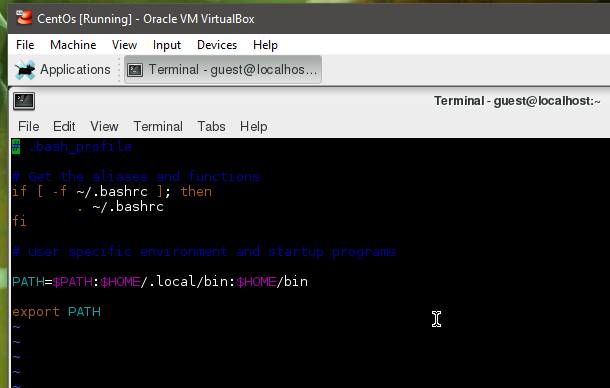 CentOs [Running] - Oracle VM VirtualBox
File Machine View Input Devices Help
Applications Terminal - guest@localhos...
Terminal - guest@localhost:~
File Edit View Terminal Tabs Help
# .bash_profile
# Get the aliases and functions
if [ -f ~/.bashrc ]; then
. ~/.bashrc
fi
# User specific environment and startup programs
PATH=$PATH:$HOME/.local/bin:$HOME/bin
export PATH
~
~
~
~
~